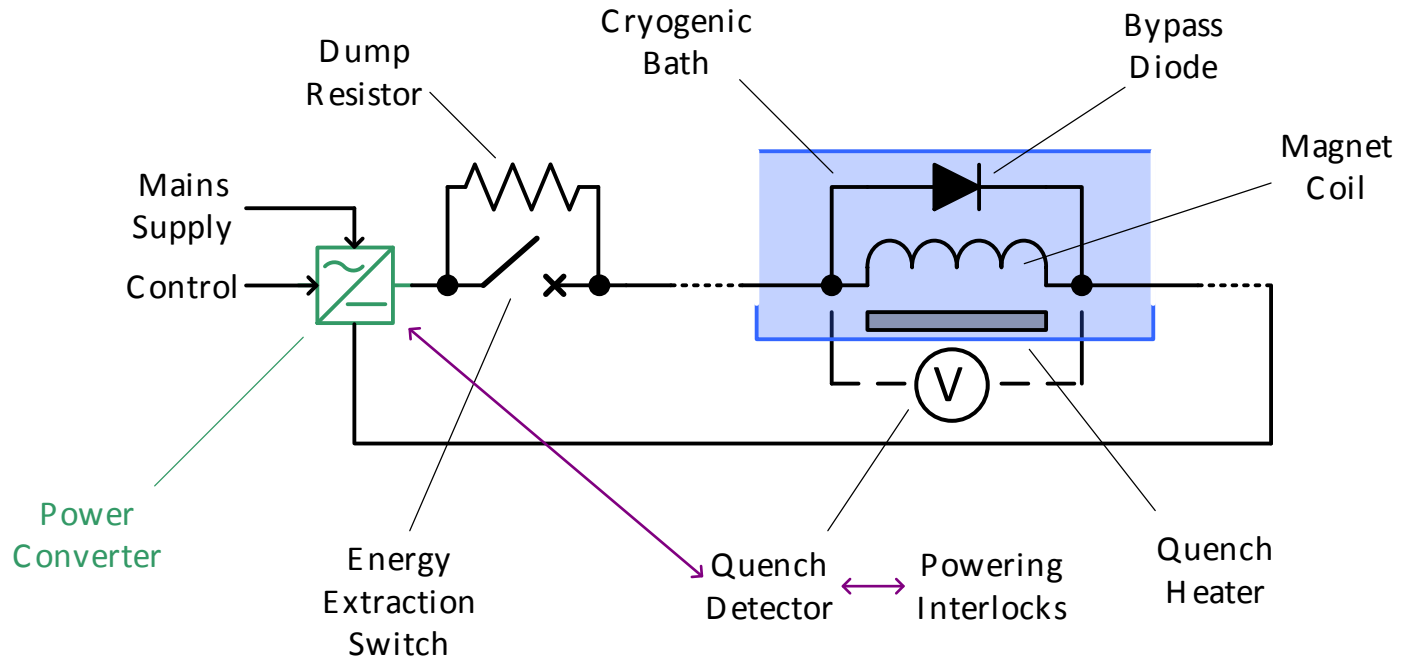 Cryogenic
Bath
Bypass
Diode
Dump
Resistor
Magnet
Coil
Mains
Supply
Control
V
Power
Converter
Energy
Extraction
Switch
Quench
Detector
Powering
Interlocks
Quench
Heater